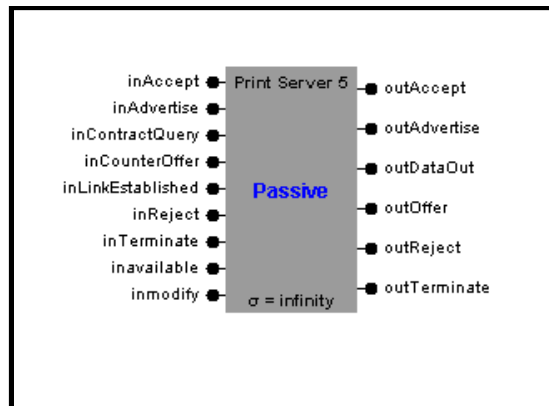 inAccept
inAdvertise
inContractQuery
inCounterOffer
inLinkEstablished
inReject
inTerminate
inavailable
inmodify
Print Server 5
Passive
σ = infinity
outAccept
outAdvertise
outDataOut
outOffer
outReject
outTerminate